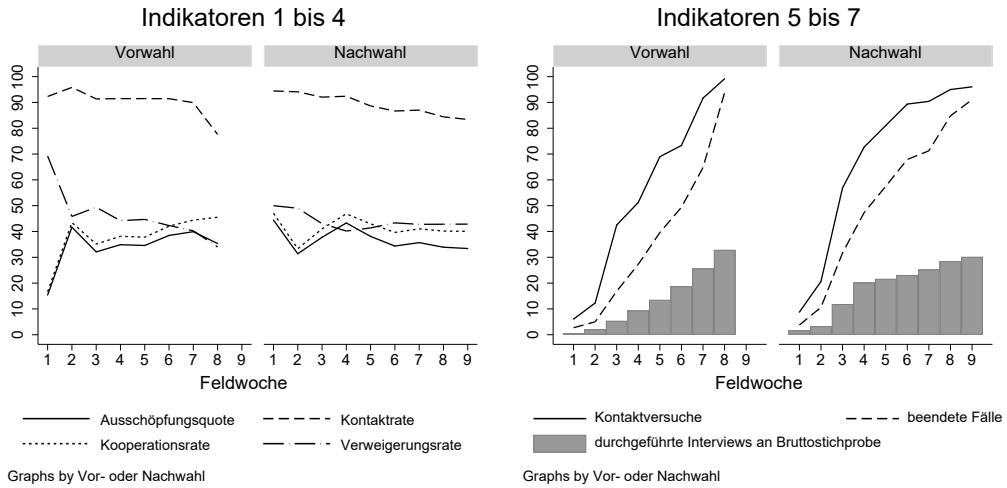 Indikatoren 1 bis 4
Vorwahl Nachwahl
100
90
80
70
60
50
40
30
20
10
0
1 2 3 4 5 6 7 8 9 1 2 3 4 5 6 7 8 9
Feldwoche
Ausschöpfungsquote Kontaktrate
Kooperationsrate Verweigerungsrate
Graphs by Vor- oder Nachwahl
Indikatoren 5 bis 7
Vorwahl Nachwahl
100
90
80
70
60
50
40
30
20
10
0
1 2 3 4 5 6 7 8 9 1 2 3 4 5 6 7 8 9
Feldwoche
Kontaktversuche beendete Fälle
durchgeführte Interviews an Bruttostichprobe
Graphs by Vor- oder Nachwahl